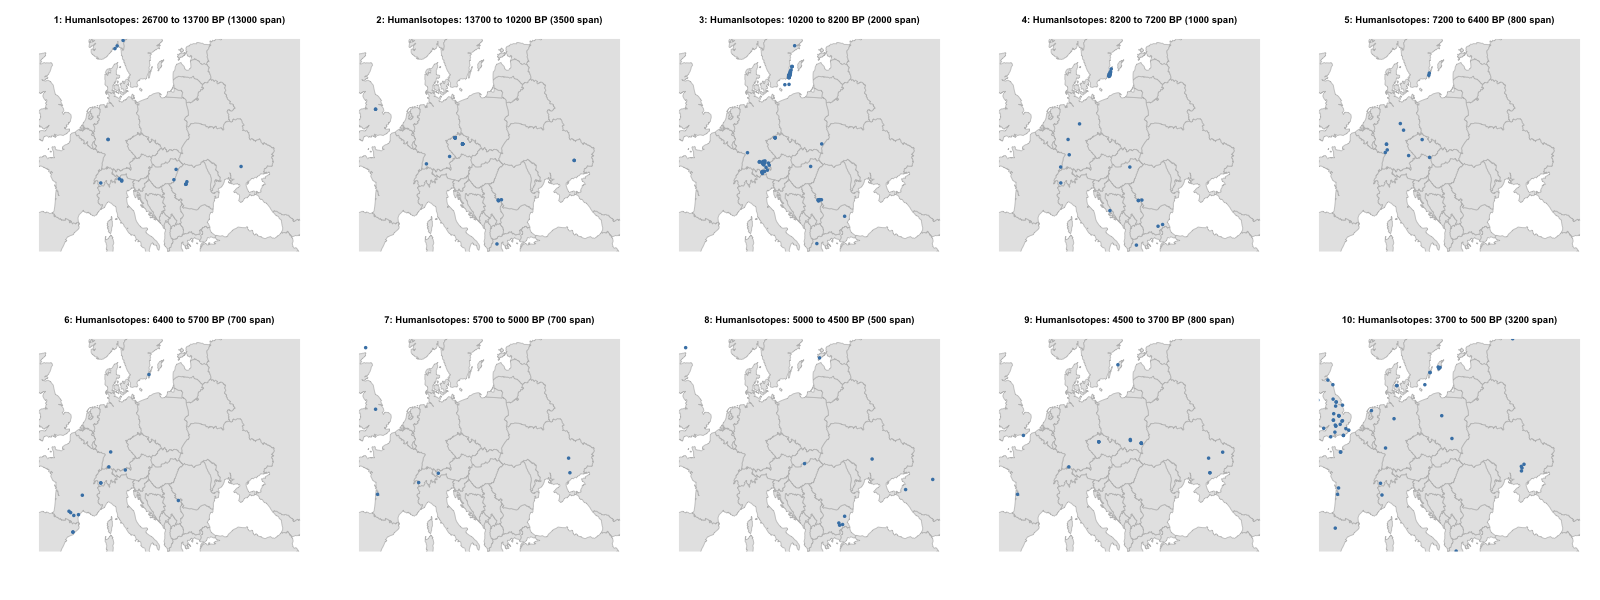 1: HumanIsotopes: 26700 to 13700 BP (13000 span)
2: HumanIsotopes: 13700 to 10200 BP (3500 span)
3: HumanIsotopes: 10200 to 8200 BP (2000 span)
4: HumanIsotopes: 8200 to 7200 BP (1000 span)
5: HumanIsotopes: 7200 to 6400 BP (800 span)
6: HumanIsotopes: 6400 to 5700 BP (700 span)
7: HumanIsotopes: 5700 to 5000 BP (700 span)
8: HumanIsotopes: 5000 to 4500 BP (500 span)
9: HumanIsotopes: 4500 to 3700 BP (800 span)
10: HumanIsotopes: 3700 to 500 BP (3200 span)